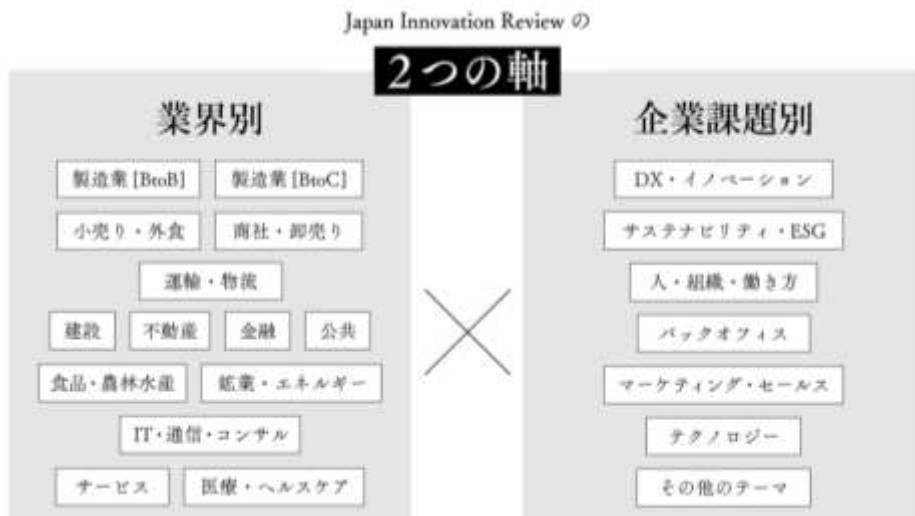 Japan Innovation Review の
2つの軸
業界別
製造業 [BtoB] 製造業 [BtoC]
小売り・外食 商社・卸売り
運輸・物流
建設 不動産 金融 公共
食品・農林水産 鉱業・エネルギー
IT・通信・コンサル
サービス 医療・ヘルスケア
企業課題別
DX・イノベーション
サステナビリティ・ESG
人・組織・働き方
バックオフィス
マーケティング・セールス
テクノロジー
その他のテーマ